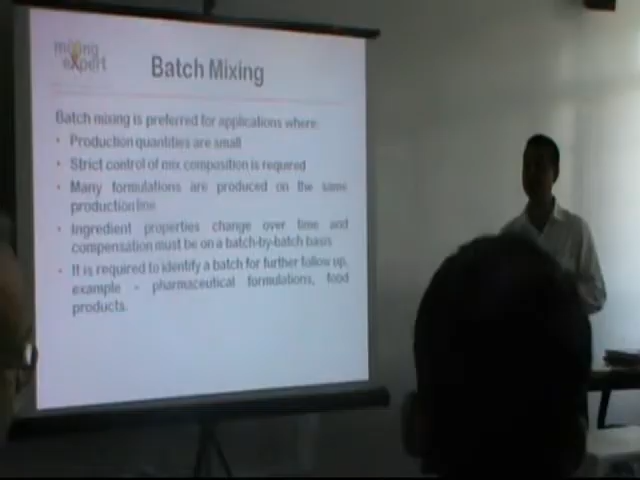 mixing
expert
Batch Mixing
Batch mixing is preferred for applications where:
• Production quantities are small
• Strict control of mix composition is required
• Many formulations are produced on the same
production line
• Ingredient properties change over time and
compensation must be on a batch-by-batch basis
• It is required to identify a batch for further follow up,
example - pharmaceutical formulations, food
products.